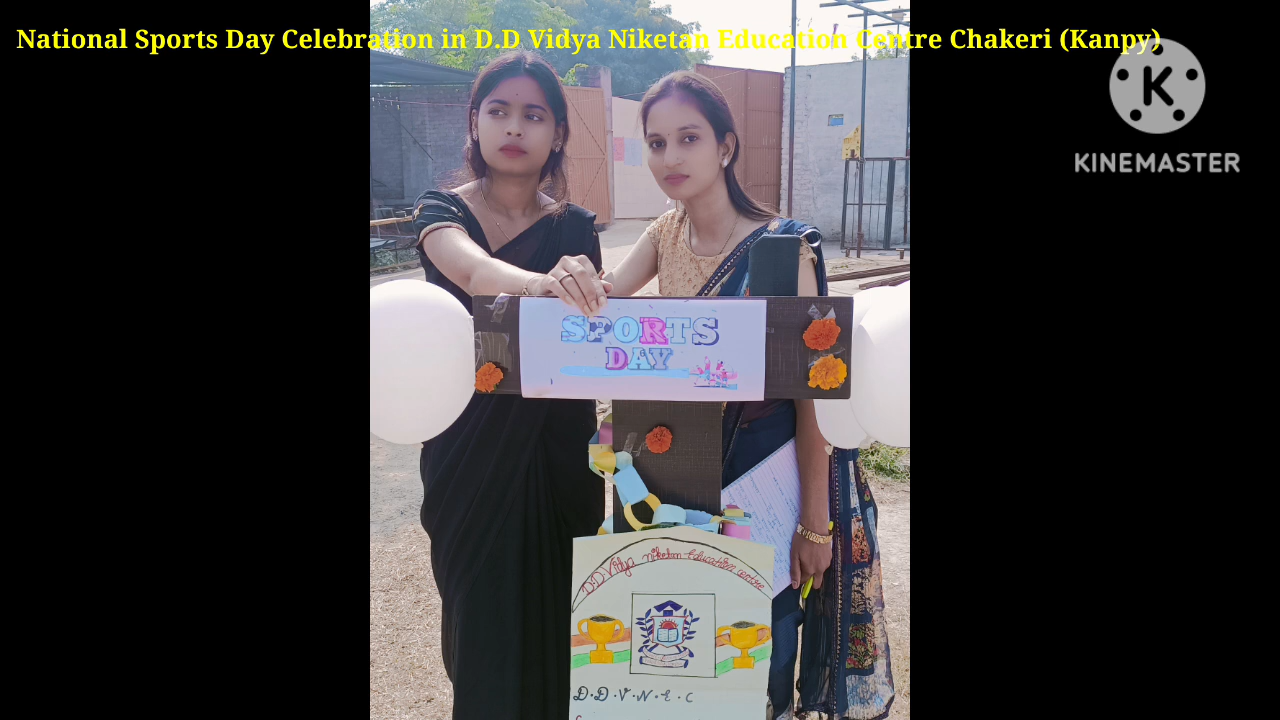 National Sports Day Celebration in D.D Vidya Niketan Education Centre Chakeri (Kanpy)
K
KINEMASTER
SPORTS
DAY
D.D Vidya niketan Education centre
D.D.V.N.E.C